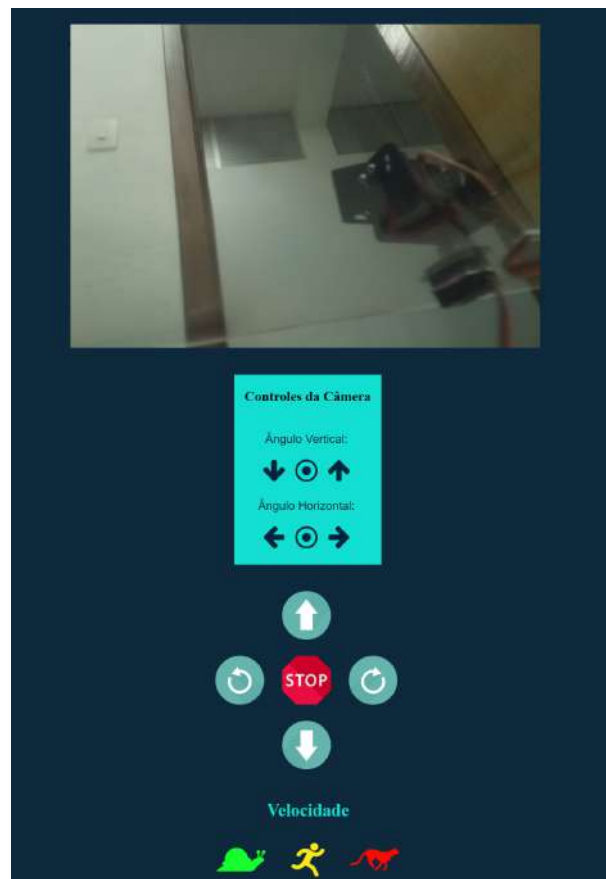 Controles da Câmera
Ângulo Vertical:
Ângulo Horizontal:
STOP
Velocidade